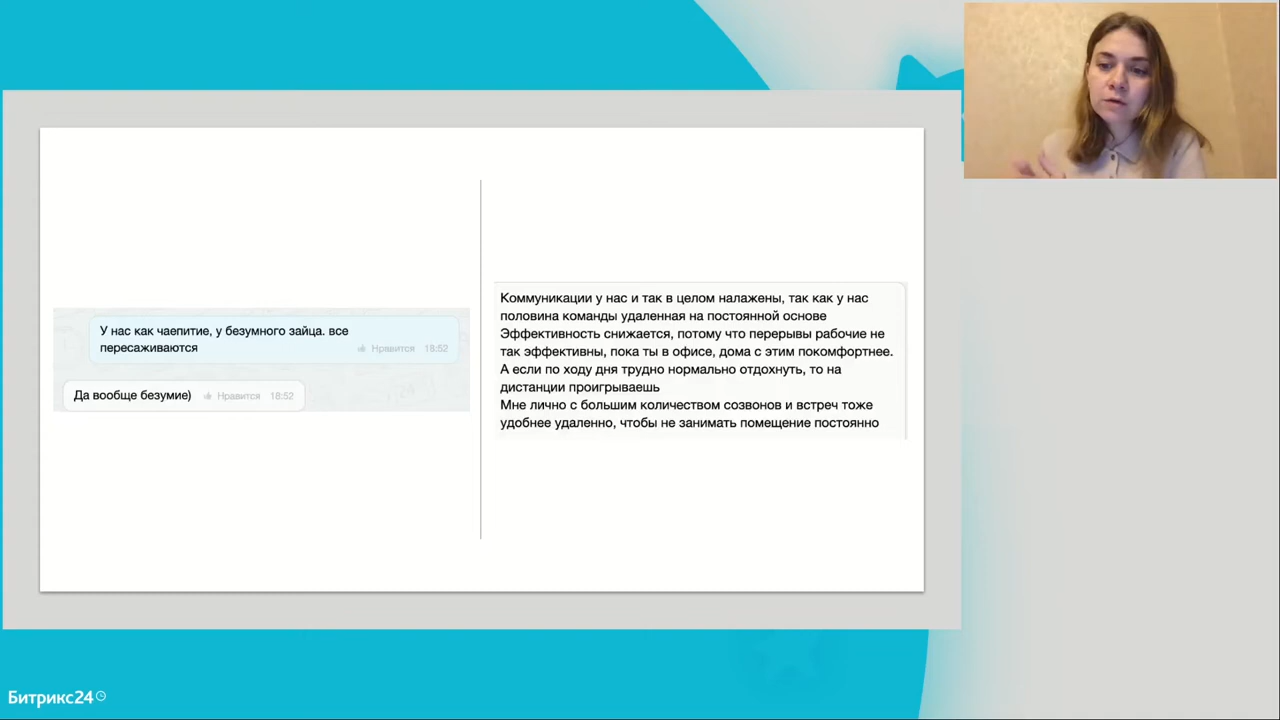 У нас как чаепитие, у безумного зайца. все
пересаживаются
Нравится 18:52
Да вообще безумие) Нравится 18:52
Коммуникации у нас и так в целом налажены, так как у нас
половина команды удаленная на постоянной основе
Эффективность снижается, потому что перерывы рабочие не
так эффективны, пока ты в офисе, дома с этим покомфортнее.
А если по ходу дня трудно нормально отдохнуть, то на
дистанции проигрываешь
Мне лично с большим количеством созвонов и встреч тоже
удобнее удаленно, чтобы не занимать помещение постоянно
Битрикс24